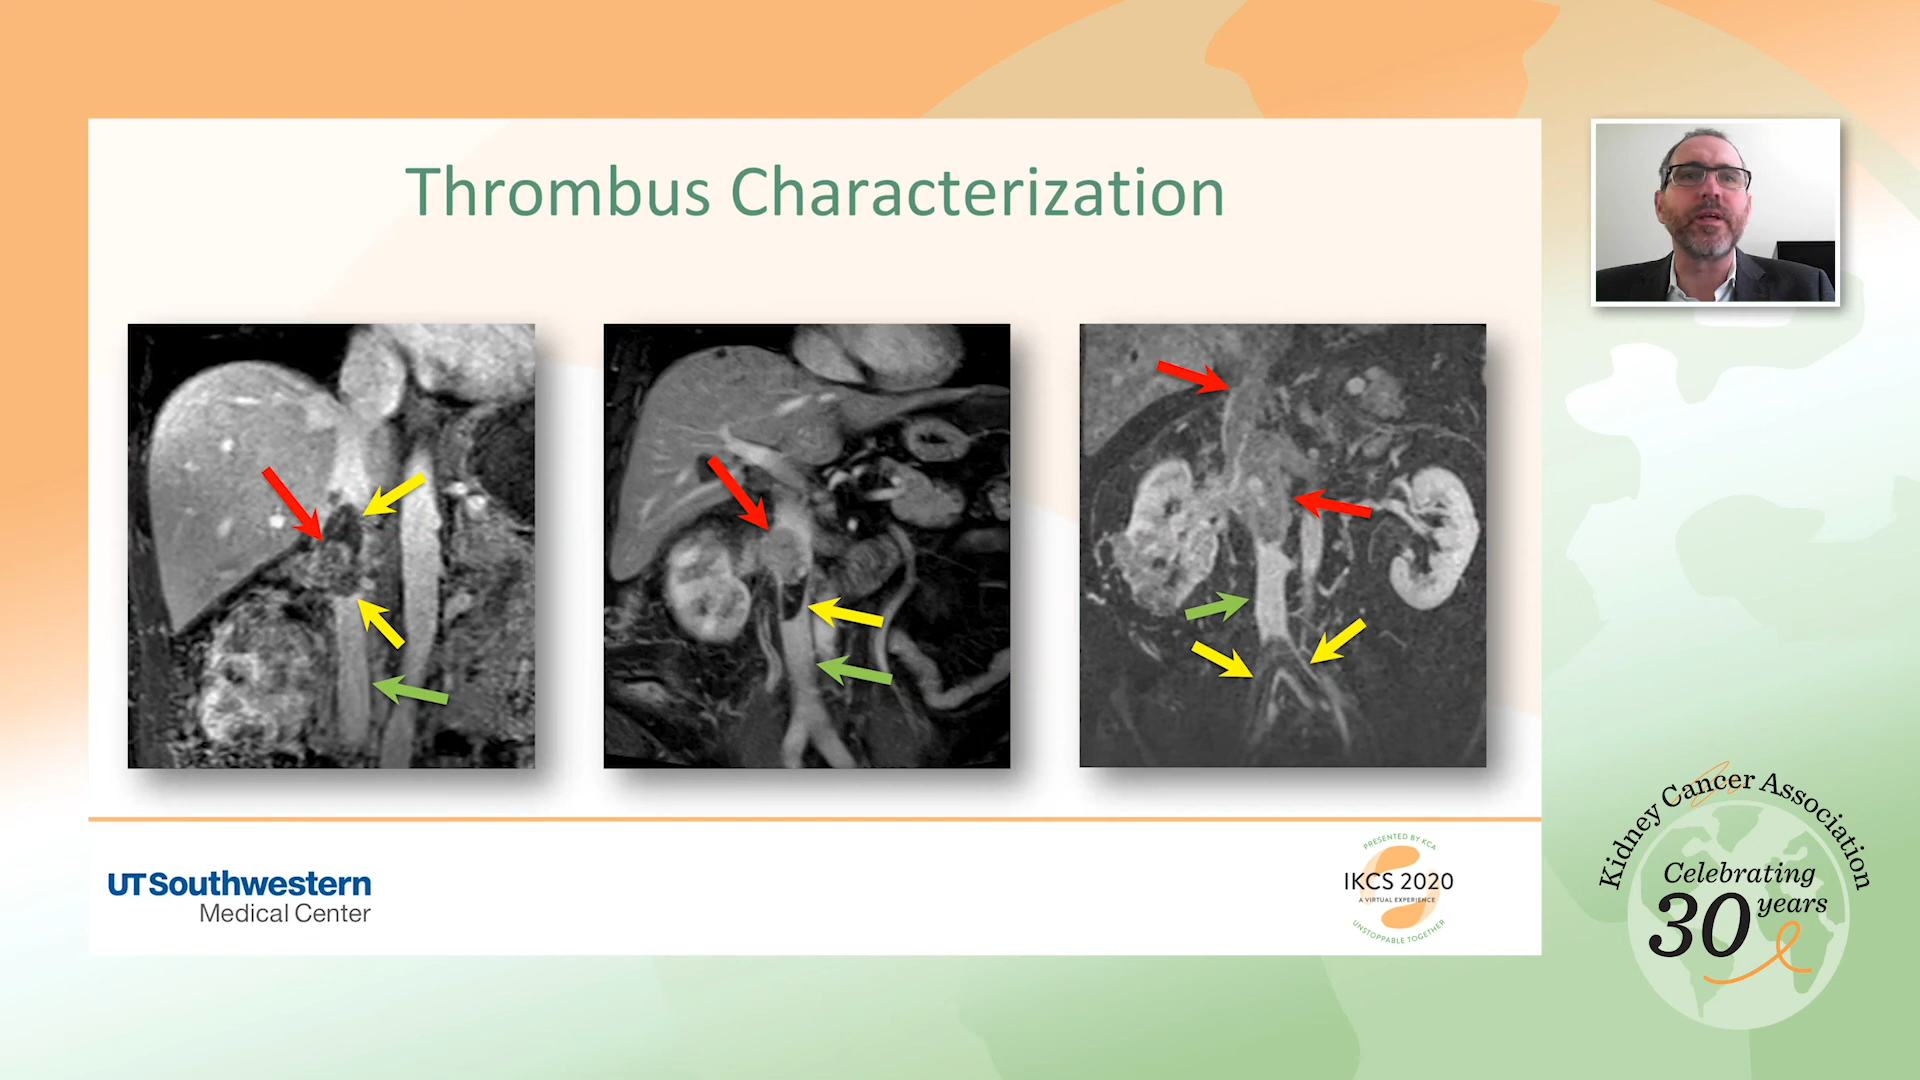 Thrombus Characterization
UTSouthwestern
Medical Center
PRESENTED BY KCA
IKCS 2020
A VIRTUAL EXPERIENCE
UNSTOPPABLE TOGETHER
Kidney Cancer Association
Celebrating
30 years